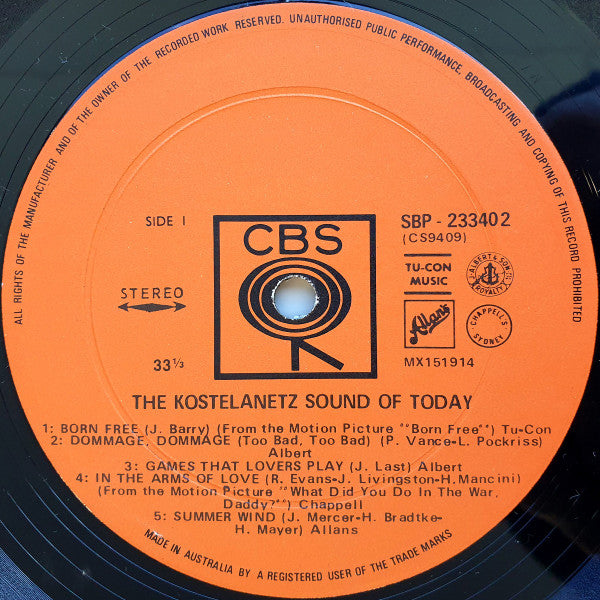 ALL RIGHTS OF THE MANUFACTURER AND OF THE OWNER OF THE RECORDED WORK RESERVED. UNAUTHORISED PUBLIC PERFORMANCE, BROADCASTING AND COPYING OF THIS RECORD PROHIBITED
SIDE 1
CBS
SBP - 233402
(CS9409)
STEREO
TU-CON
MUSIC
J. ALBERT & SON P/L
ROYALTY
33⅓
Allans
CHAPPELL'S
SYDNEY
MX151914
THE KOSTELANETZ SOUND OF TODAY
1: BORN FREE (J. Barry) (From the Motion Picture ""Born Free"") Tu-Con
2: DOMMAGE, DOMMAGE (Too Bad, Too Bad) (P. Vance-L. Pockriss)
Albert
3: GAMES THAT LOVERS PLAY (J. Last) Albert
4: IN THE ARMS OF LOVE (R. Evans-J. Livingston-H. Mancini)
(From the Motion Picture ""What Did You Do In The War,
Daddy?"") Chappell
5: SUMMER WIND (J. Mercer-H. Bradtke-
H. Mayer) Allans
MADE IN AUSTRALIA BY A REGISTERED USER OF THE TRADE MARKS